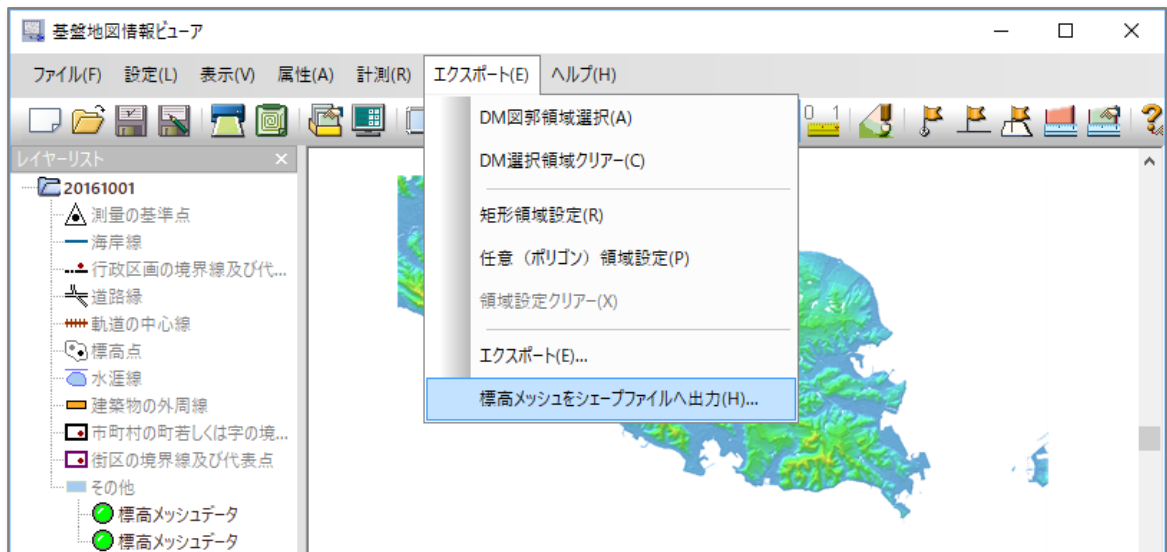 基盤地図情報ビューア
ファイル(F) 設定(L) 表示(V) 属性(A) 計測(R) エクスポート(E) ヘルプ(H)
DM図郭領域選択(A)
DM選択領域クリアー(C)
矩形領域設定(R)
任意（ポリゴン）領域設定(P)
領域設定クリアー(X)
エクスポート(E)...
標高メッシュをシェープファイルへ出力(H)...
0 1
レイヤーリスト
20161001
測量の基準点
海岸線
行政区画の境界線及び代...
道路縁
軌道の中心線
標高点
水涯線
建築物の外周線
市町村の町若しくは字の境...
街区の境界線及び代表点
その他
標高メッシュデータ
標高メッシュデータ